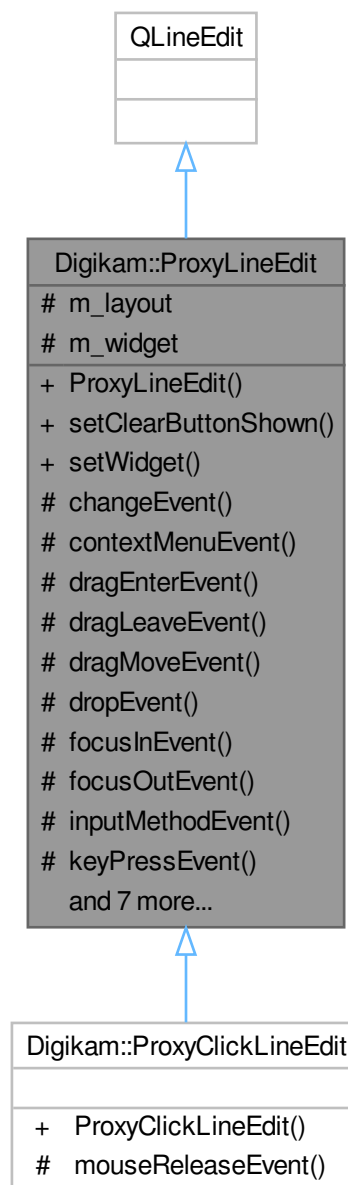 QLineEdit
Digikam::ProxyLineEdit
# m_layout
# m_widget
+ ProxyLineEdit()
+ setClearButtonShown()
+ setWidget()
# changeEvent()
# contextMenuEvent()
# dragEnterEvent()
# dragLeaveEvent()
# dragMoveEvent()
# dropEvent()
# focusInEvent()
# focusOutEvent()
# inputMethodEvent()
# keyPressEvent()
and 7 more...
Digikam::ProxyClickLineEdit
+ ProxyClickLineEdit()
# mouseReleaseEvent()